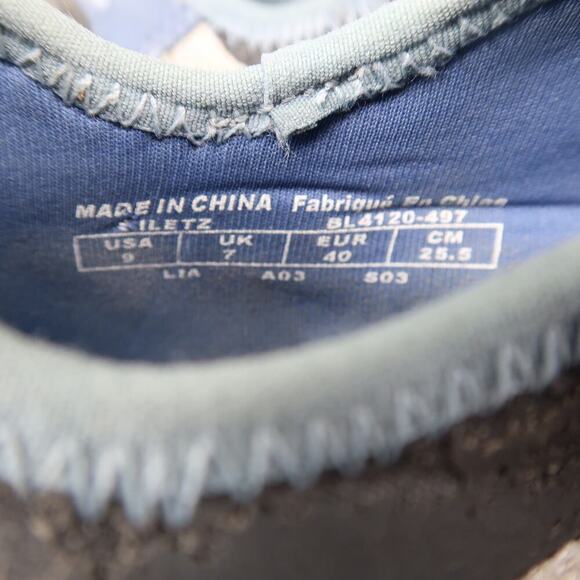 MADE IN CHINA Fabriqué En Chine
SILETZ BL4120-497
USA UK EUR CM
9 7 40 25.5
LIA A03 S03